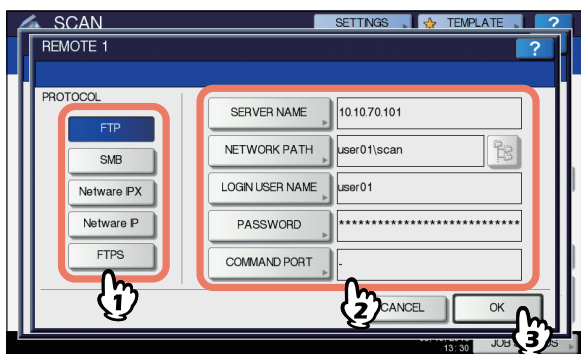 SCAN
SETTINGS
TEMPLATE
?
REMOTE 1
?
PROTOCOL
FTP
SMB
Netware IPX
Netware IP
FTPS
SERVER NAME
10.10.70.101
NETWORK PATH
user01\scan
LOGIN USER NAME
user01
PASSWORD
****************************
COMMAND PORT
-
1
2
CANCEL
OK
3
13:30
JOB